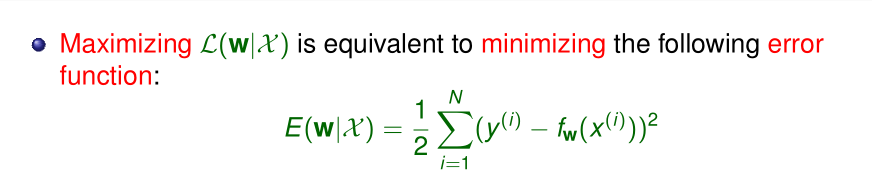 Maximizing ℒ(w|𝒳) is equivalent to minimizing the following error
function:
E(w|𝒳) = 1/2 ∑_{i=1}^{N} (y^{(i)} − f_w(x^{(i)}))^2